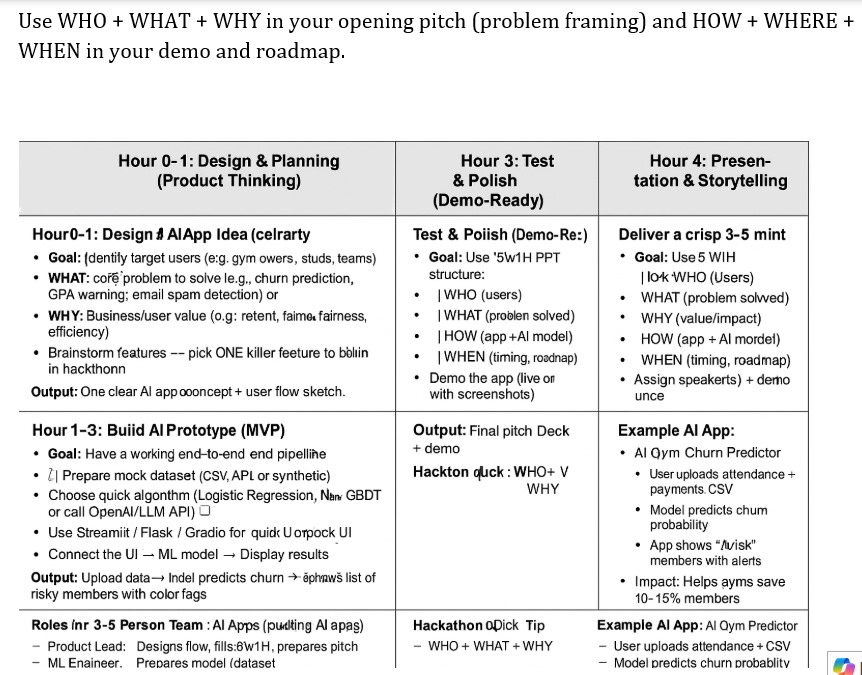 Use WHO + WHAT + WHY in your opening pitch (problem framing) and HOW + WHERE +
WHEN in your demo and roadmap.
Hour 0-1: Design & Planning
(Product Thinking)
Hour 3: Test
& Polish
(Demo-Ready)
Hour 4: Presen-
tation & Storytelling
Hour0-1: Design AI App Idea (celrarty
• Goal: (dentify target users (e:g. gym owers, studs, teams)
• WHAT: core problem to solve le.g., churn prediction,
GPA warning; email spam detection) or
• WHY: Business/user value (o.g: retent, fairness,
efficiency)
• Brainstorm features -- pick ONE killer feeture to
in hackthonn
Output: One clear AI app ooncept + user flow sketch.
Test & Poiish (Demo-Re:)
• Goal: Use '5w1H PPT
structure:
• | WHO (users)
• | WHAT (problen solved)
• | HOW (app +AI model)
• | WHEN (timing, roadnap)
• Demo the app (live or
with screenshots)
Deliver a crisp 3-5 mint
• Goal: Use 5 WIH
WHO (Users)
• WHAT (problem solwed)
• WHY (value/impact)
• HOW (app + AI mordel)
• WHEN (timing, roadmap)
• Assign speakerts) + demo
unce
Hour 1-3: Buiid AI Prototype (MVP)
• Goal: Have a working end-to-end end pipellihe
• Prepare mock dataset (CSV, APL or synthetic)
• Choose quick algonthm (Logistic Regression, GBDT
or call OpenAI/LLM API)
• Use Streamiit / Flask / Gradio for quick UI
• Connect the UI → ML model → Display results
Output: Upload data→ Indel predicts churn → list of
risky members with color fags
Output: Final pitch Deck
+ demo
Hackton : WHO+ V
WHY
Example AI App:
• AI Oym Churn Predictor
• User uploads attendance +
payments. CSV
• Model predicts chum
probability
• App shows
members with alerts
• Impact: Helps ayms save
10-15% members
Roles inr 3-5 Person Team : AI Apps AI apas)
– Product Lead: Designs flow, fills:6W1H, prepares pitch
– ML Enaineer. Prepares model (dataset
Hackathon Tip
– WHO + WHAT + WHY
Example AI App: AI Oym Predictor
– User uploads attendance + CSV
– Model predicts churn probablity